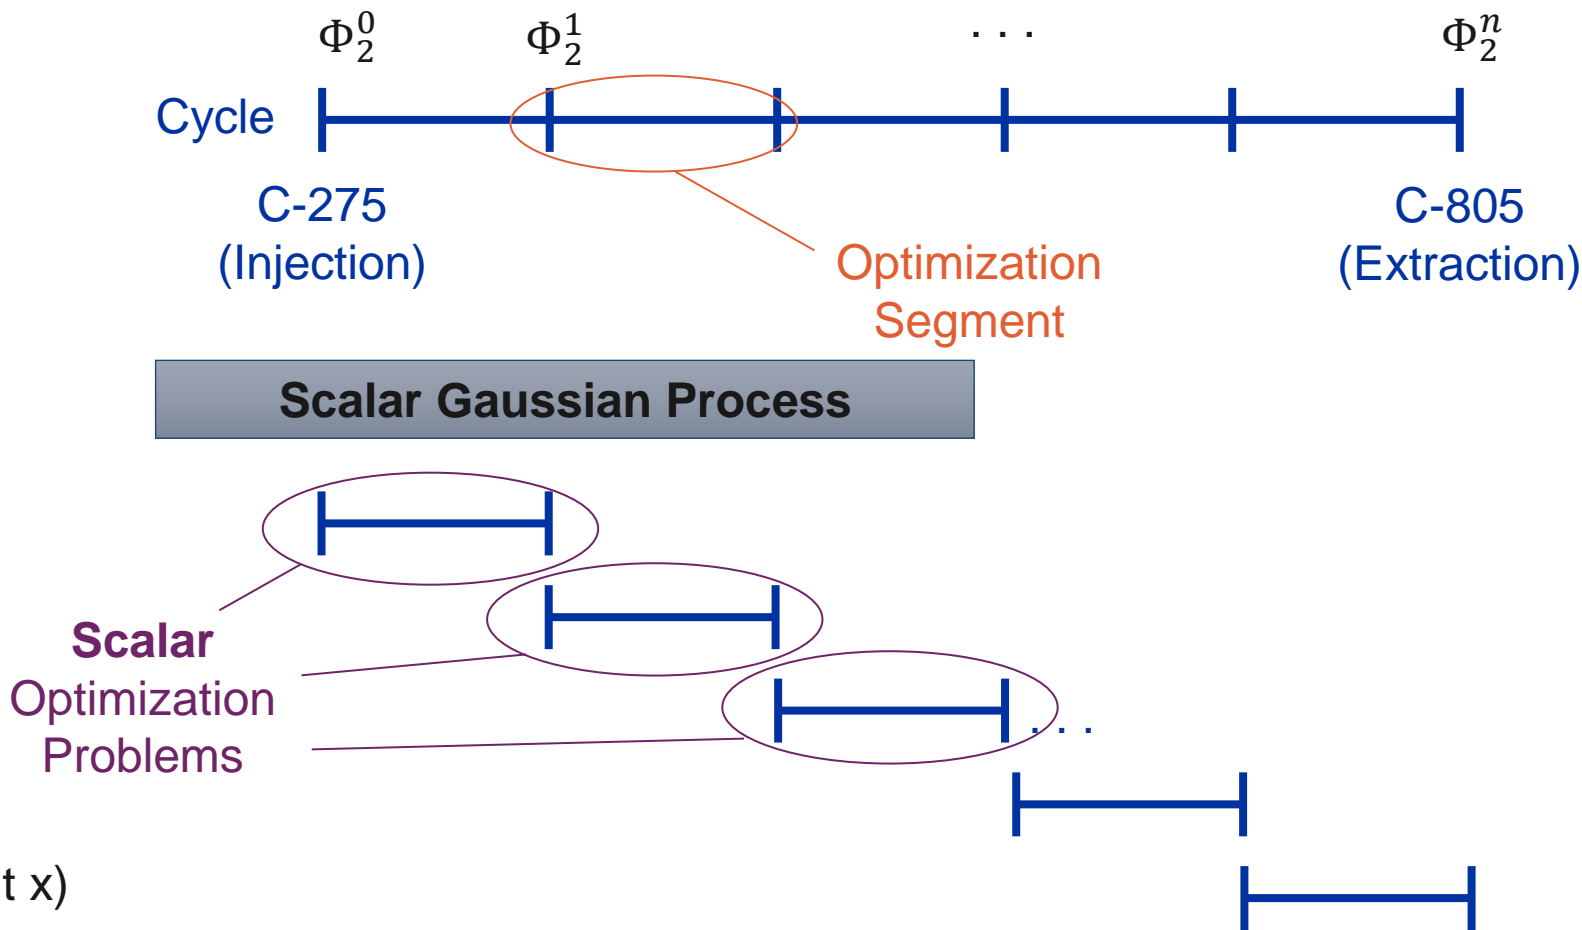 Φ₂⁰ Φ₂¹ . . . Φ₂ⁿ
Cycle
C-275
(Injection)
C-805
(Extraction)
Optimization
Segment
Scalar Gaussian Process
Scalar
Optimization
Problems
. . .
t x)